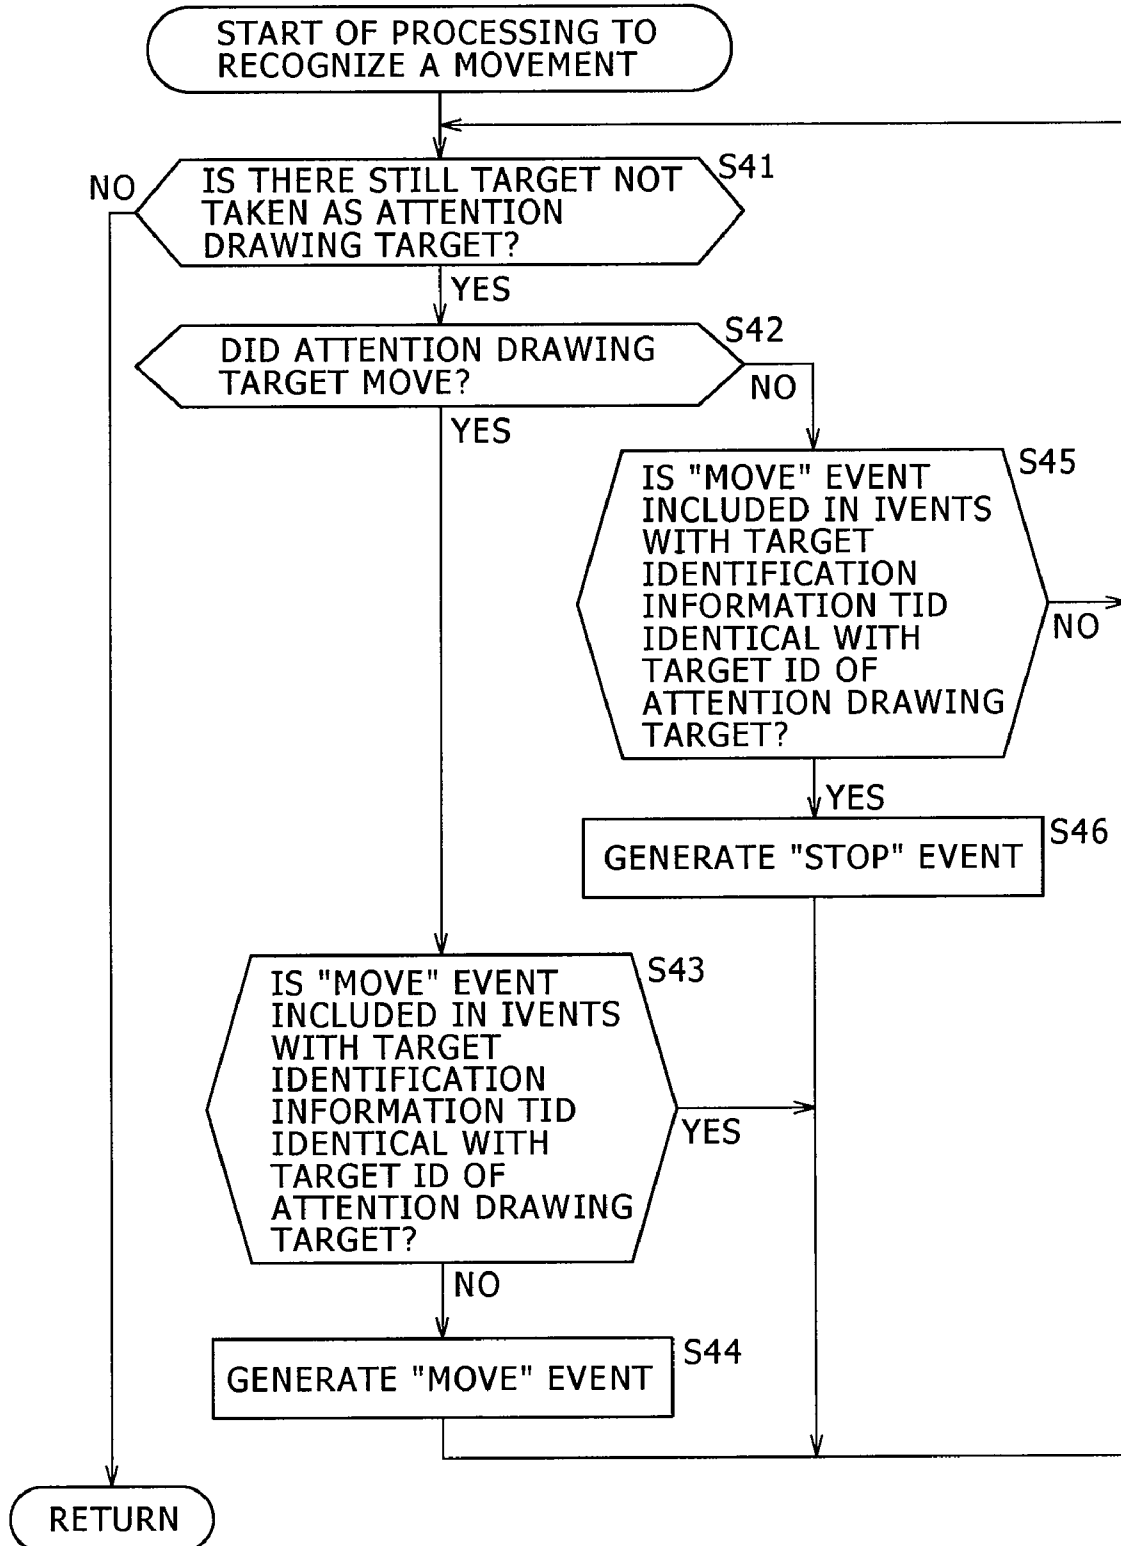 START OF PROCESSING TO
RECOGNIZE A MOVEMENT
S41
NO
IS THERE STILL TARGET NOT
TAKEN AS ATTENTION
DRAWING TARGET?
YES
S42
DID ATTENTION DRAWING
TARGET MOVE?
NO
YES
S45
IS "MOVE" EVENT
INCLUDED IN IVENTS
WITH TARGET
IDENTIFICATION
INFORMATION TID
IDENTICAL WITH
TARGET ID OF
ATTENTION DRAWING
TARGET?
NO
YES
S46
GENERATE "STOP" EVENT
S43
IS "MOVE" EVENT
INCLUDED IN IVENTS
WITH TARGET
IDENTIFICATION
INFORMATION TID
IDENTICAL WITH
TARGET ID OF
ATTENTION DRAWING
TARGET?
YES
NO
S44
GENERATE "MOVE" EVENT
RETURN